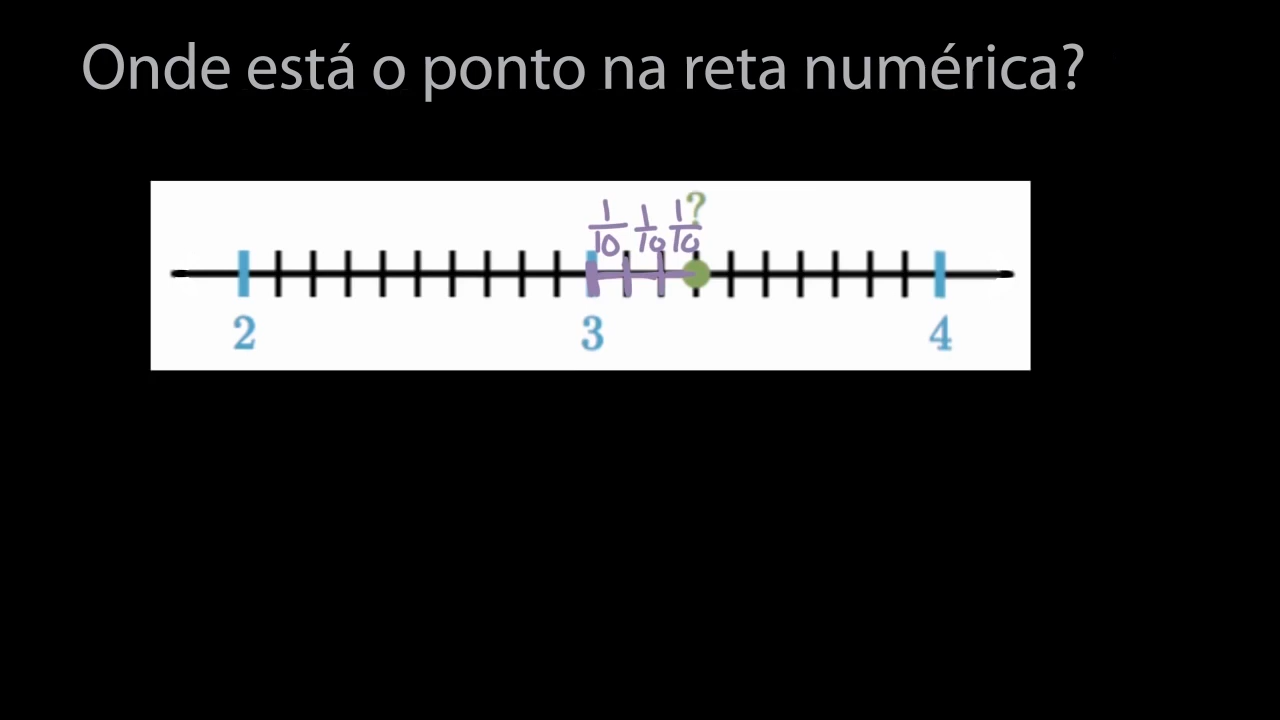 Onde está o ponto na reta numérica?
?
1/10 1/10 1/10
2 3 4